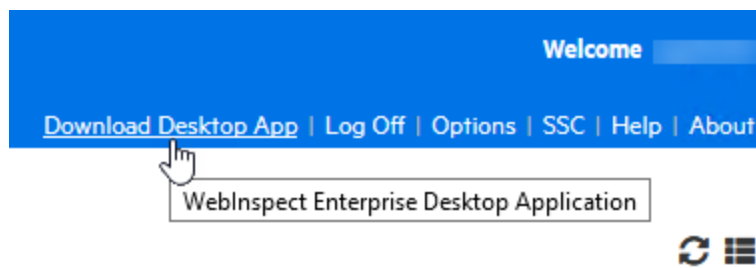 Welcome
Download Desktop App | Log Off | Options | SSC | Help | About
WebInspect Enterprise Desktop Application